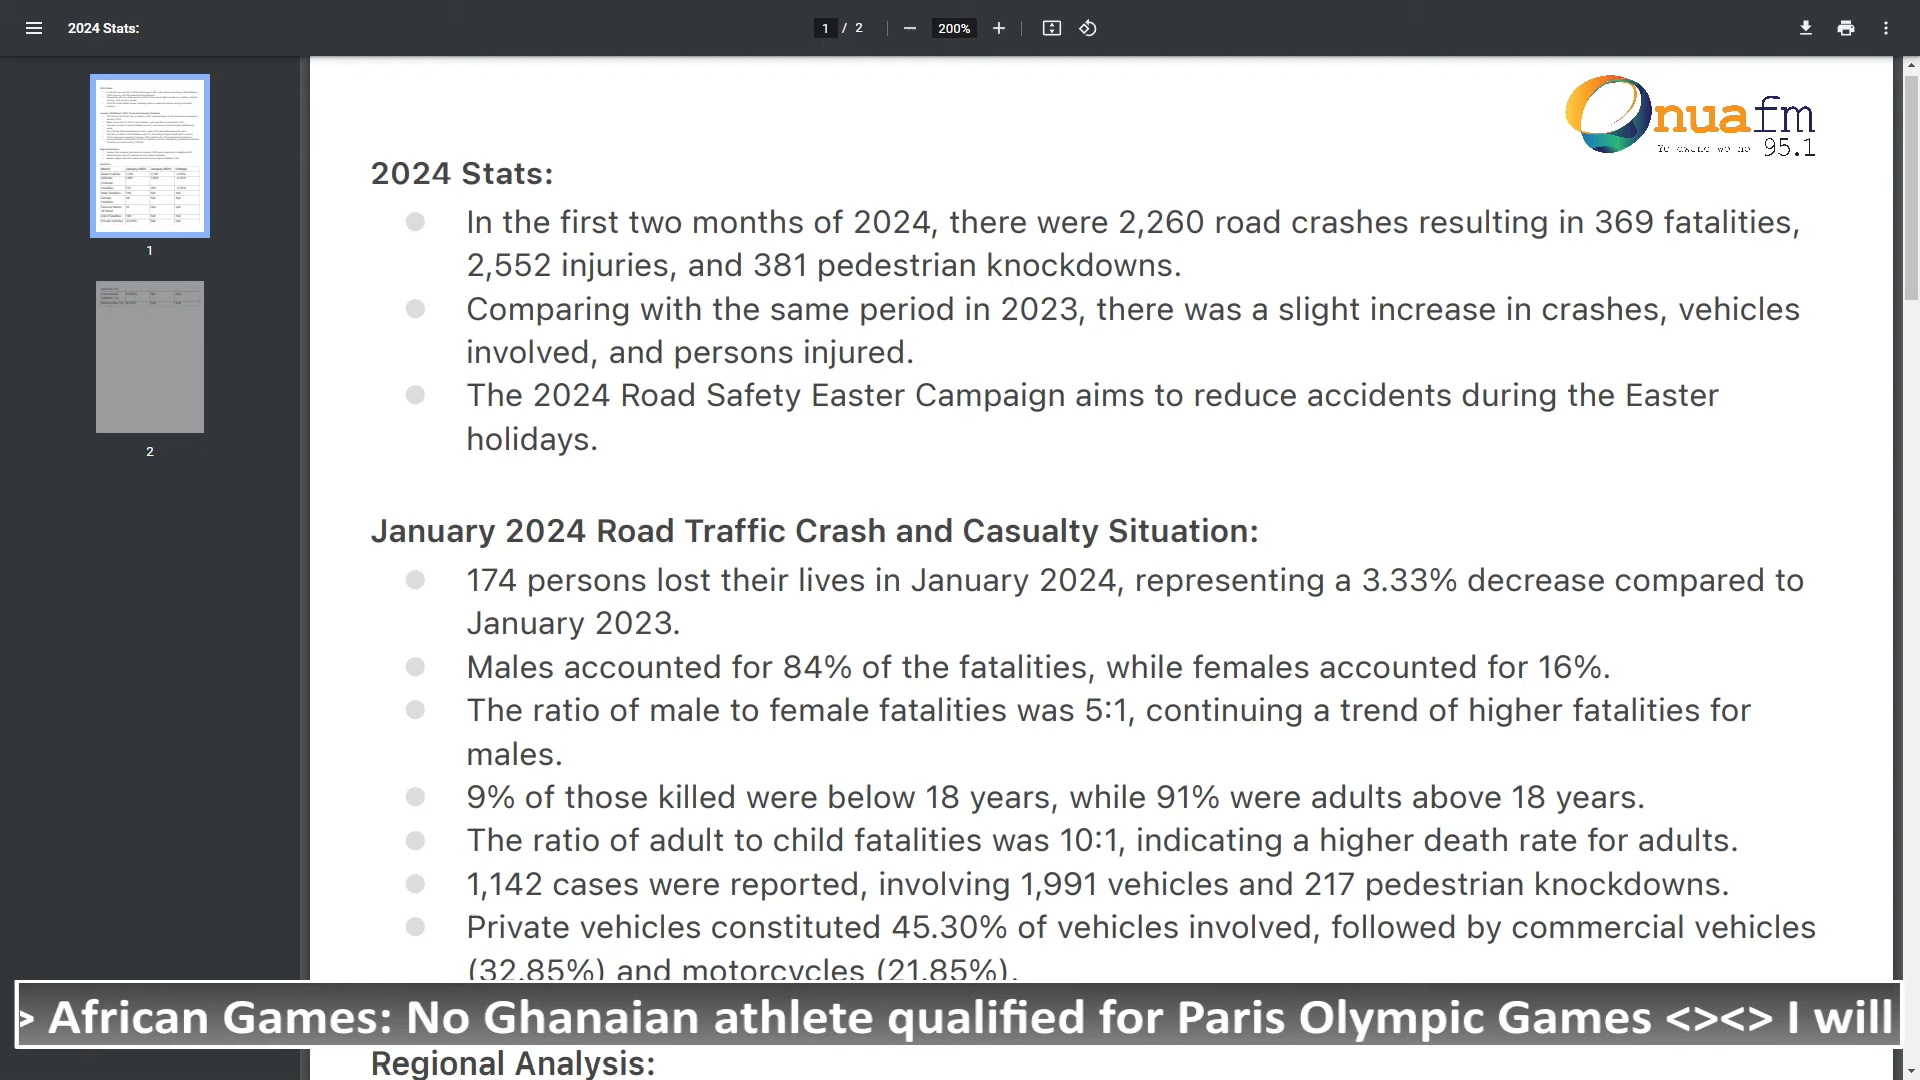 2024 Stats:
1 / 2
200%
1
2
Onua fm
95.1
2024 Stats:
In the first two months of 2024, there were 2,260 road crashes resulting in 369 fatalities,
2,552 injuries, and 381 pedestrian knockdowns.
Comparing with the same period in 2023, there was a slight increase in crashes, vehicles
involved, and persons injured.
The 2024 Road Safety Easter Campaign aims to reduce accidents during the Easter
holidays.
January 2024 Road Traffic Crash and Casualty Situation:
174 persons lost their lives in January 2024, representing a 3.33% decrease compared to
January 2023.
Males accounted for 84% of the fatalities, while females accounted for 16%.
The ratio of male to female fatalities was 5:1, continuing a trend of higher fatalities for
males.
9% of those killed were below 18 years, while 91% were adults above 18 years.
The ratio of adult to child fatalities was 10:1, indicating a higher death rate for adults.
1,142 cases were reported, involving 1,991 vehicles and 217 pedestrian knockdowns.
Private vehicles constituted 45.30% of vehicles involved, followed by commercial vehicles
(32.85%) and motorcycles (21.85%).
> African Games: No Ghanaian athlete qualified for Paris Olympic Games <><> I will
Regional Analysis: